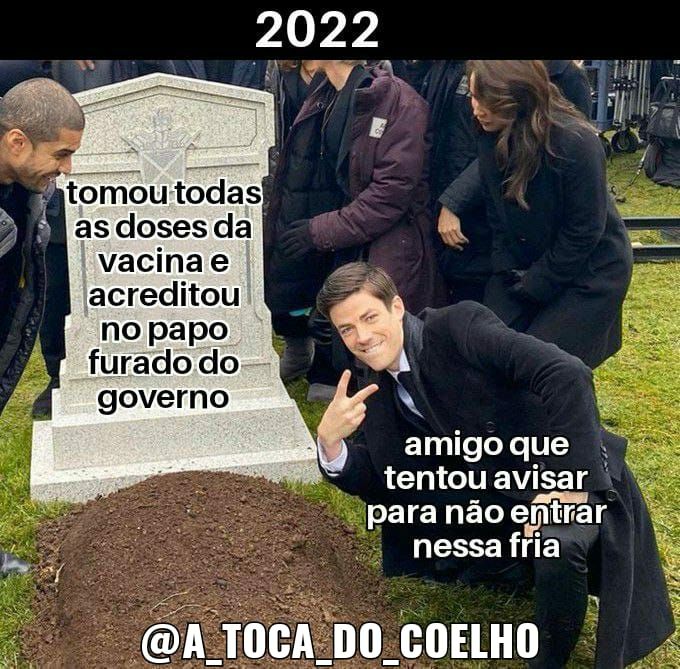 2022
tomou todas
as doses da
vacina e
acreditou
no papo
furado do
governo
amigo que
tentou avisar
para não entrar
nessa fria
@A_TOCA_DO_COELHO